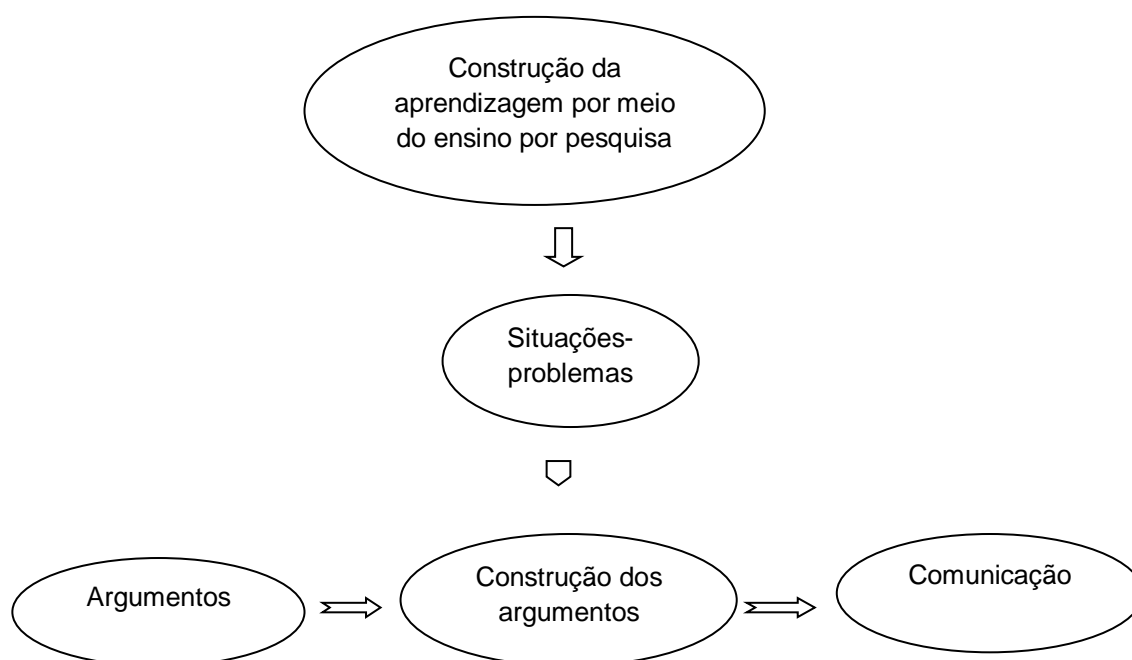 Construção da
aprendizagem por meio
do ensino por pesquisa
Situações-
problemas
Argumentos
Construção dos
argumentos
Comunicação